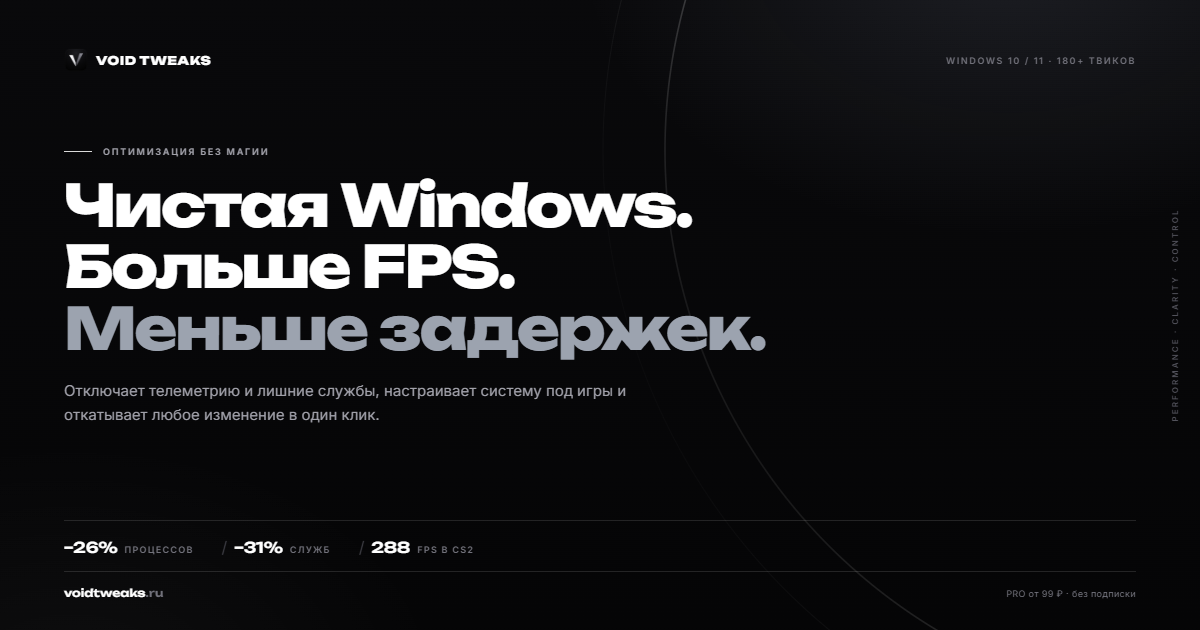 VOID TWEAKS
WINDOWS 10 / 11 · 180+ ТВИКОВ
ОПТИМИЗАЦИЯ БЕЗ МАГИИ
Чистая Windows.
Больше FPS.
Меньше задержек.
Отключает телеметрию и лишние службы, настраивает систему под игры и
откатывает любое изменение в один клик.
PERFORMANCE · CLARITY · CONTROL
−26% ПРОЦЕССОВ / −31% СЛУЖБ / 288 FPS В CS2
voidtweaks.ru
PRO от 99 ₽ · без подписки